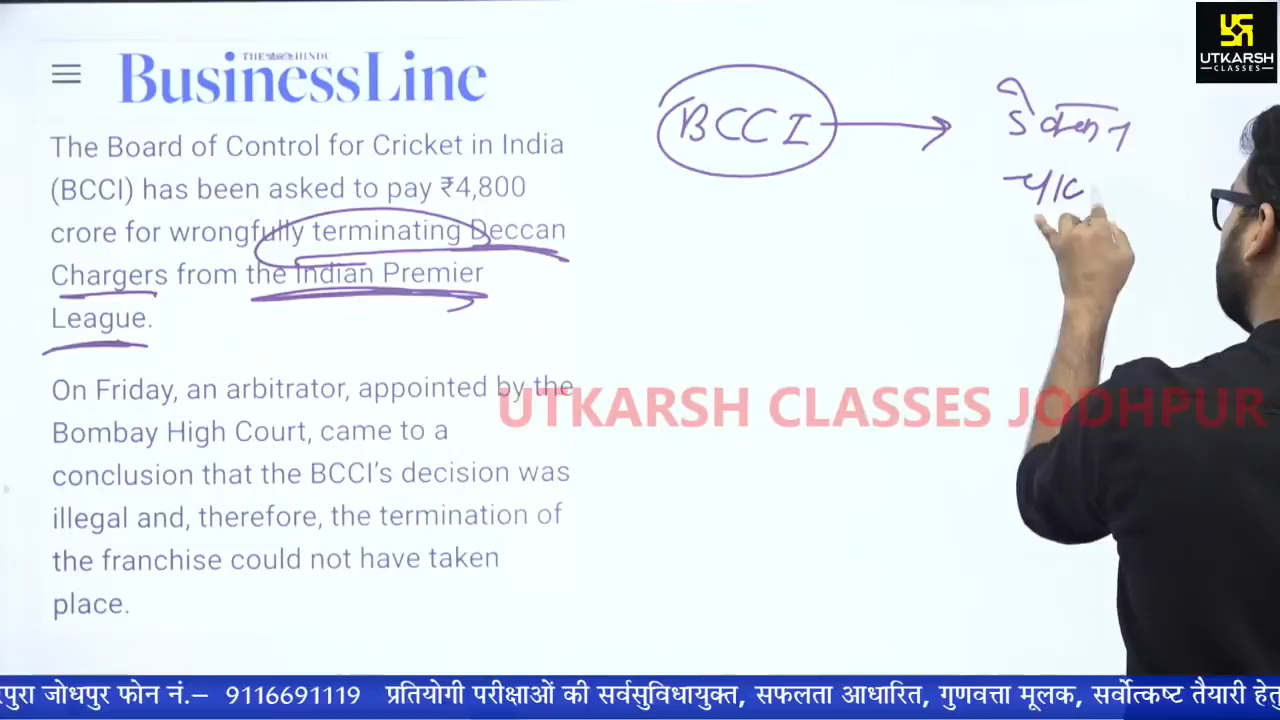 THE HINDU
BusinessLine
The Board of Control for Cricket in India
(BCCI) has been asked to pay ₹4,800
crore for wrongfully terminating Deccan
Chargers from the Indian Premier
League.
On Friday, an arbitrator, appointed by the
Bombay High Court, came to a
conclusion that the BCCI’s decision was
illegal and, therefore, the termination of
the franchise could not have taken
place.
BCCI
डेक्कन
UTKARSH
CLASSES
UTKARSH CLASSES JODHPUR
रपुरा जोधपुर फोन नं.– 9116691119 प्रतियोगी परीक्षाओं की सर्वसुविधायुक्त, सफलता आधारित, गुणवत्ता मूलक, सर्वोत्कष्ट तैयारी हेतु